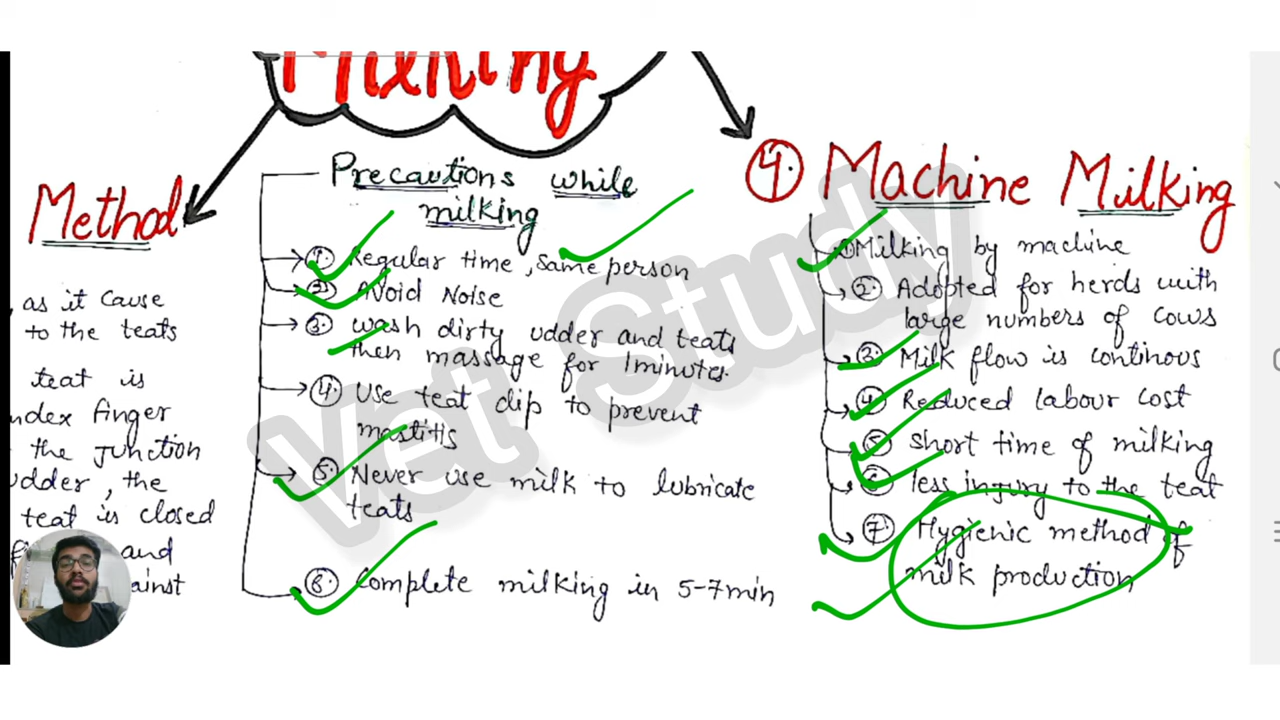 Milking
Method
, as it cause
to the teats
teat is
index finger
the junction
udder, the
teat is closed
and
Precautions while
milking
1. Regular time, same person
2. Avoid Noise
3. wash dirty udder and teats
then massage for 1minutes.
4. Use teat dip to prevent
mastitis
5. Never use milk to lubricate
teats
6. Complete milking in 5-7min
4. Machine Milking
1. Milking by machine
2. Adopted for herds with
large numbers of cows
3. Milk flow is continous
4. Reduced labour cost
5. short time of milking
6. less injury to the teat
7. Hygienic method of
milk production
Vet Study